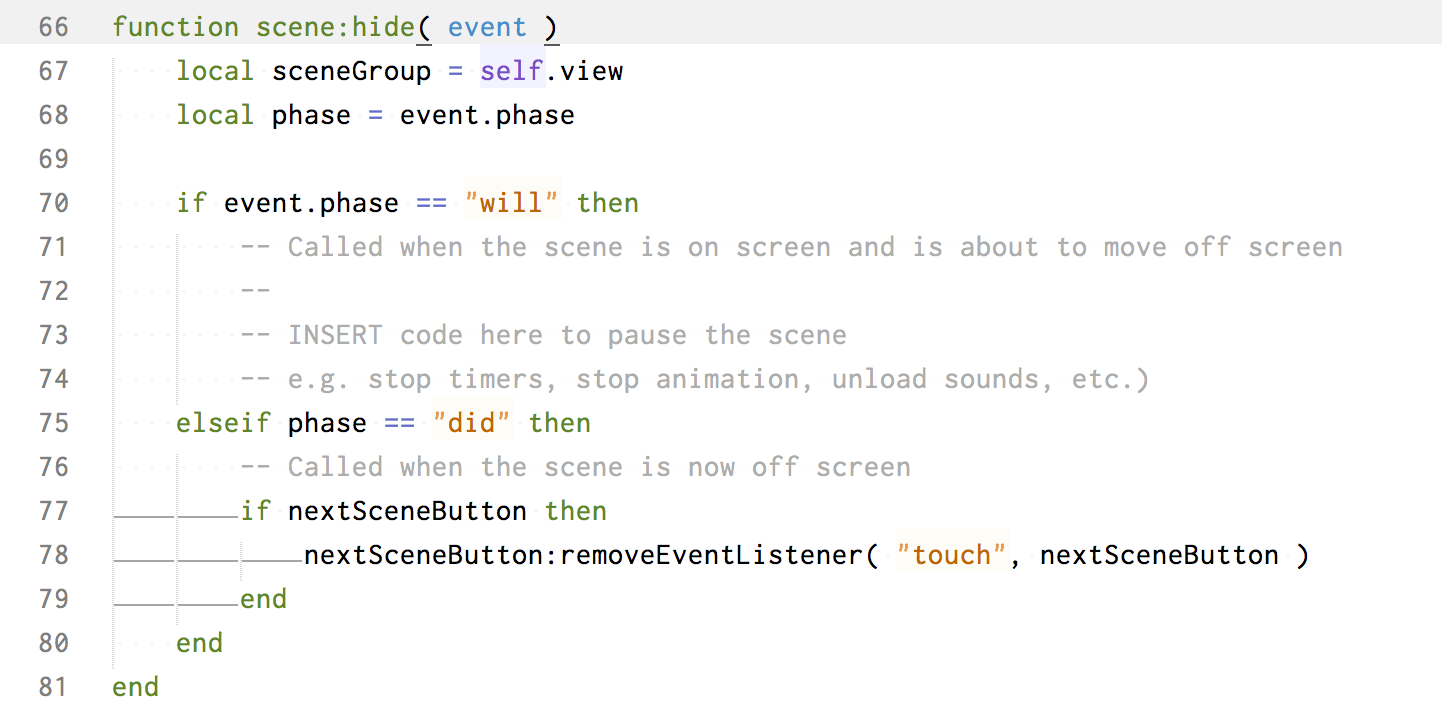 66 function scene:hide( event )
67     local sceneGroup = self.view
68     local phase = event.phase
69
70     if event.phase == "will" then
71         -- Called when the scene is on screen and is about to move off screen
72         --
73         -- INSERT code here to pause the scene
74         -- e.g. stop timers, stop animation, unload sounds, etc.)
75     elseif phase == "did" then
76         -- Called when the scene is now off screen
77         if nextSceneButton then
78             nextSceneButton:removeEventListener( "touch", nextSceneButton )
79         end
80     end
81 end